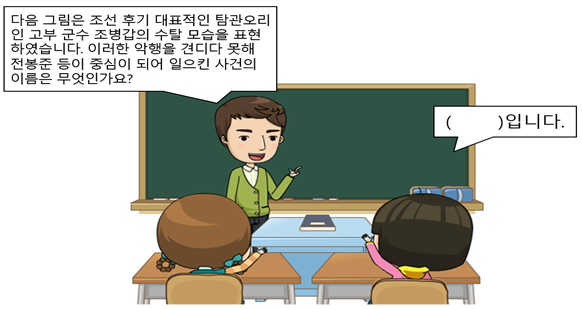 다음 그림은 조선 후기 대표적인 탐관오리
인 고부 군수 조병갑의 수탈 모습을 표현
하였습니다. 이러한 악행을 견디다 못해
전봉준 등이 중심이 되어 일으킨 사건의
이름은 무엇인가요?
(        )입니다.